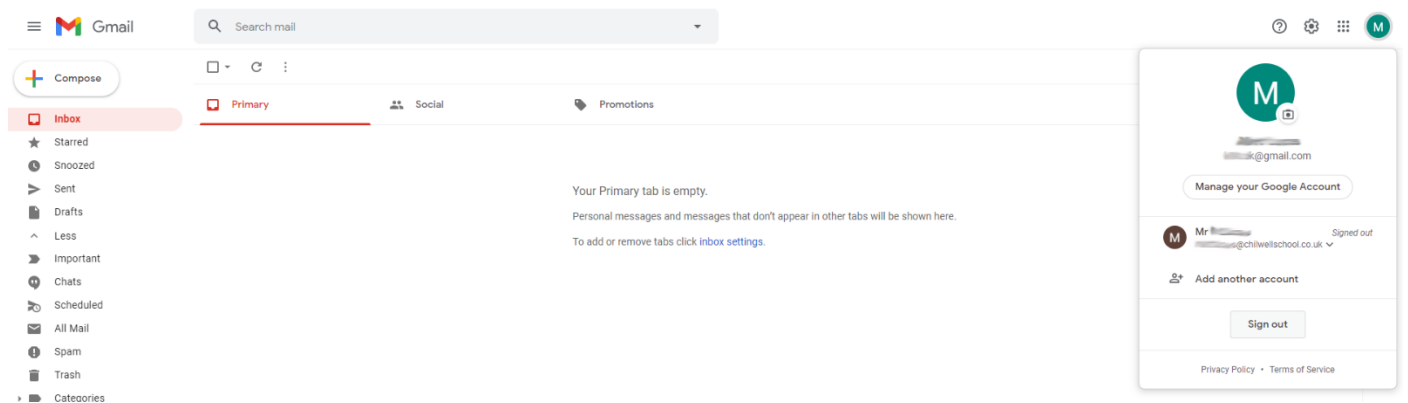 Gmail
Search mail
M
Compose
Primary
Social
Promotions
Inbox
Starred
Snoozed
Sent
Drafts
Less
Important
Chats
Scheduled
All Mail
Spam
Trash
Categories
Your Primary tab is empty.
Personal messages and messages that don't appear in other tabs will be shown here.
To add or remove tabs click inbox settings.
M
k@gmail.com
Manage your Google Account
M
Mr
Signed out
@chilwellschool.co.uk
Add another account
Sign out
Privacy Policy • Terms of Service